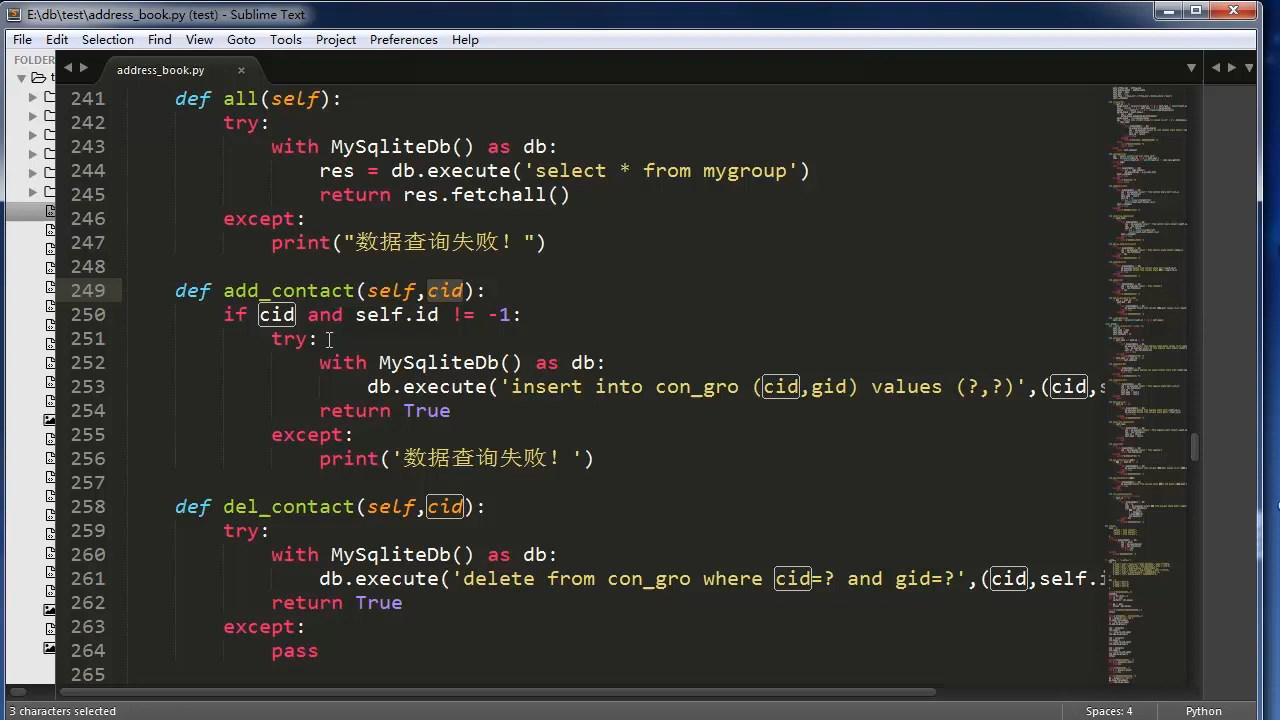 E:\db\test\address_book.py (test) - Sublime Text
File Edit Selection Find View Goto Tools Project Preferences Help
FOLDER
address_book.py ×
241 def all(self):
242 try:
243 with MySqliteDb() as db:
244 res = db.execute('select * from mygroup')
245 return res.fetchall()
246 except:
247 print("数据查询失败！")
248
249 def add_contact(self,cid):
250 if cid and self.id != -1:
251 try:
252 with MySqliteDb() as db:
253 db.execute('insert into con_gro (cid,gid) values (?,?)',(cid,s
254 return True
255 except:
256 print('数据查询失败！')
257
258 def del_contact(self,cid):
259 try:
260 with MySqliteDb() as db:
261 db.execute('delete from con_gro where cid=? and gid=?',(cid,self.i
262 return True
263 except:
264 pass
265
3 characters selected Spaces: 4 Python